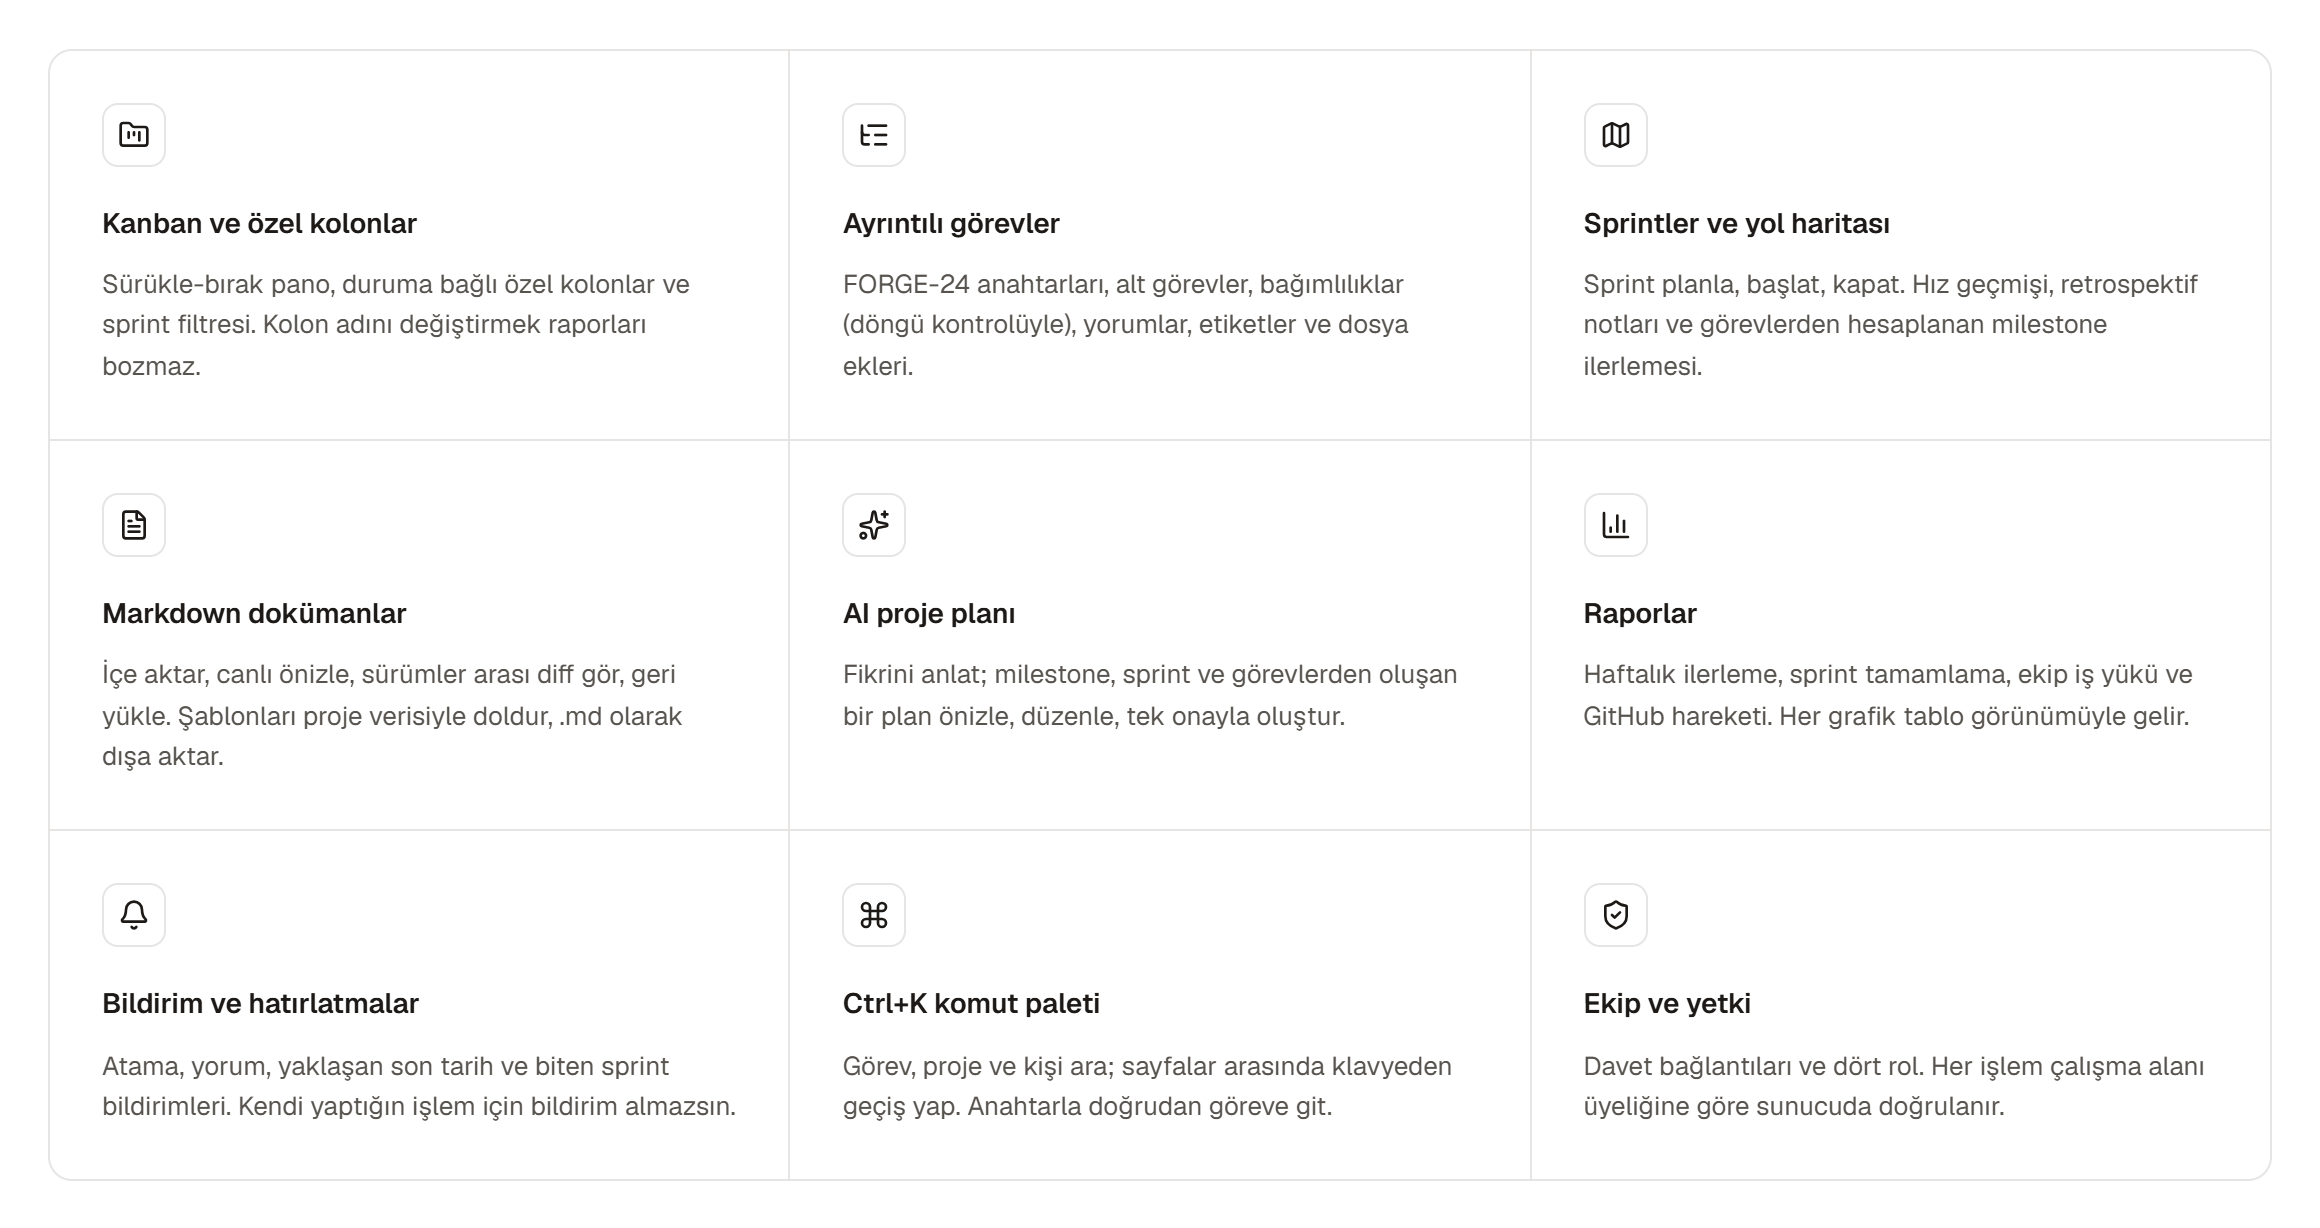 Kanban ve özel kolonlar
Sürükle-bırak pano, duruma bağlı özel kolonlar ve
sprint filtresi. Kolon adını değiştirmek raporları
bozmaz.
Ayrıntılı görevler
FORGE-24 anahtarları, alt görevler, bağımlılıklar
(döngü kontrolüyle), yorumlar, etiketler ve dosya
ekleri.
Sprintler ve yol haritası
Sprint planla, başlat, kapat. Hız geçmişi, retrospektif
notları ve görevlerden hesaplanan milestone
ilerlemesi.
Markdown dokümanlar
İçe aktar, canlı önizle, sürümler arası diff gör, geri
yükle. Şablonları proje verisiyle doldur, .md olarak
dışa aktar.
AI proje planı
Fikrini anlat; milestone, sprint ve görevlerden oluşan
bir plan önizle, düzenle, tek onayla oluştur.
Raporlar
Haftalık ilerleme, sprint tamamlama, ekip iş yükü ve
GitHub hareketi. Her grafik tablo görünümüyle gelir.
Bildirim ve hatırlatmalar
Atama, yorum, yaklaşan son tarih ve biten sprint
bildirimleri. Kendi yaptığın işlem için bildirim almazsın.
Ctrl+K komut paleti
Görev, proje ve kişi ara; sayfalar arasında klavyeden
geçiş yap. Anahtarla doğrudan göreve git.
Ekip ve yetki
Davet bağlantıları ve dört rol. Her işlem çalışma alanı
üyeliğine göre sunucuda doğrulanır.